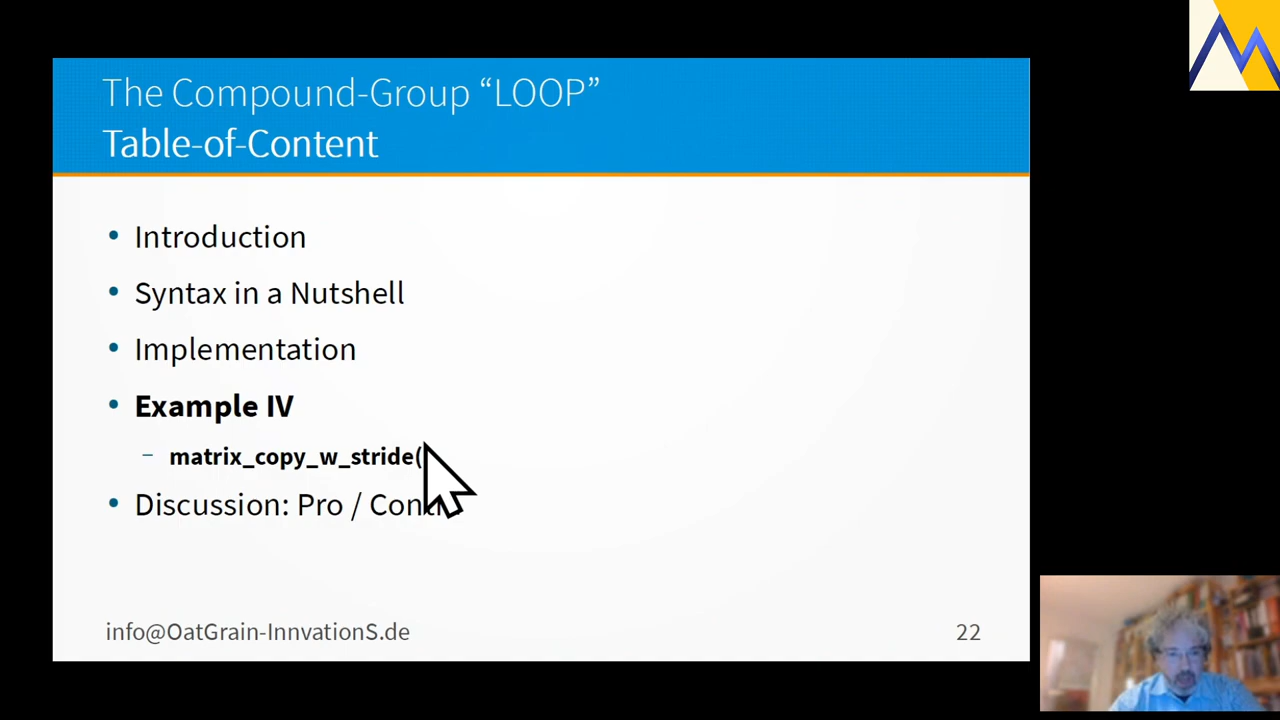 The Compound-Group “LOOP”
Table-of-Content
• Introduction
• Syntax in a Nutshell
• Implementation
• Example IV
– matrix_copy_w_stride(
• Discussion: Pro /
info@OatGrain-InnvationS.de
22